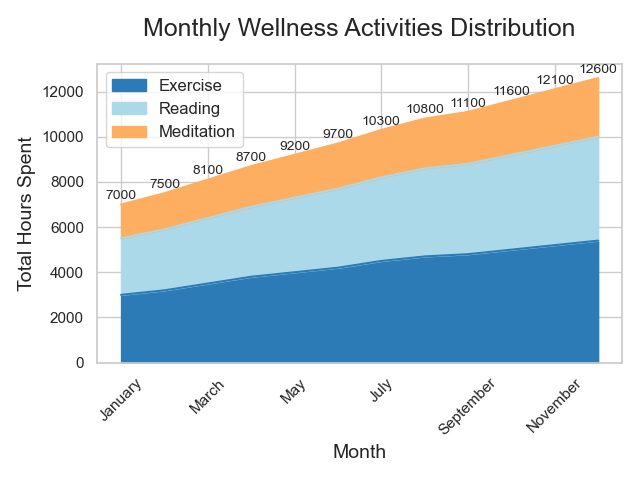 Monthly Wellness Activities Distribution
Exercise
Reading
Meditation
7000
7500
8100
8700
9200
9700
10300
10800
11100
11600
12100
12600
Total Hours Spent
12000
10000
8000
6000
4000
2000
0
January
March
May
July
September
November
Month